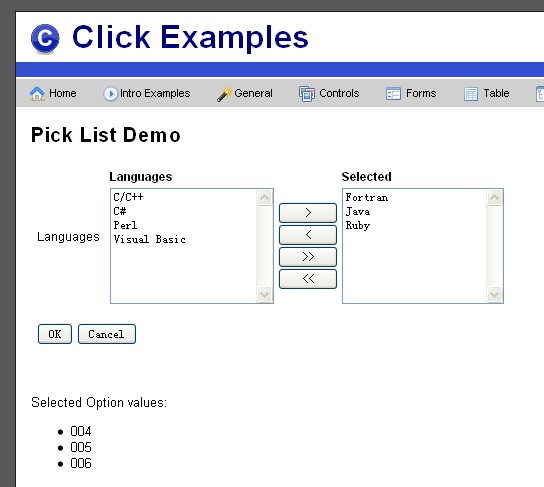 C Click Examples
Home Intro Examples General Controls Forms Table
Pick List Demo
Languages Selected
C/C++
C#
Perl
Visual Basic
Languages
>
<
>>
<<
Fortran
Java
Ruby
OK Cancel
Selected Option values:
004
005
006